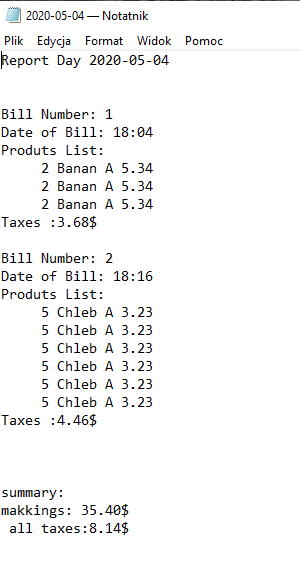 2020-05-04 — Notatnik
Plik Edycja Format Widok Pomoc
Report Day 2020-05-04
Bill Number: 1
Date of Bill: 18:04
Produts List:
2 Banan A 5.34
2 Banan A 5.34
2 Banan A 5.34
Taxes :3.68$
Bill Number: 2
Date of Bill: 18:16
Produts List:
5 Chleb A 3.23
5 Chleb A 3.23
5 Chleb A 3.23
5 Chleb A 3.23
5 Chleb A 3.23
5 Chleb A 3.23
Taxes :4.46$
summary:
makkings: 35.40$
all taxes:8.14$